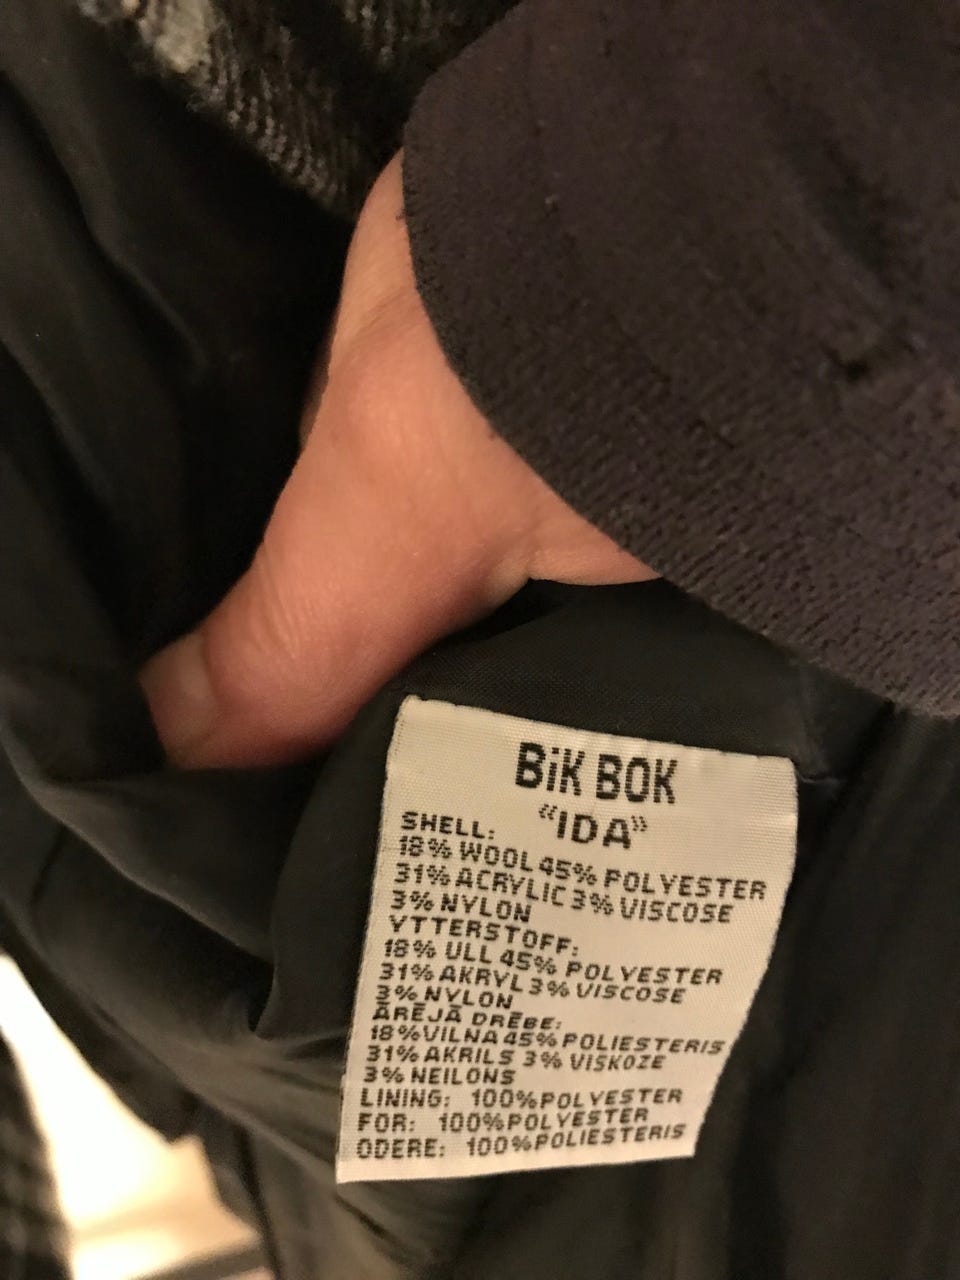 BiK BOK
“IDA”
SHELL:
18% WOOL 45% POLYESTER
31% ACRYLIC 3% VISCOSE
3% NYLON
YTTERSTOFF:
18% ULL 45% POLYESTER
31% AKRYL 3% VISCOSE
3% NYLON
ĀRĒJĀ DRĒBE:
18% VILNA 45% POLIESTERIS
31% AKRILS 3% VISKOZE
3% NEILONS
LINING: 100% POLYESTER
FOR: 100% POLYESTER
ODERE: 100% POLIESTERIS